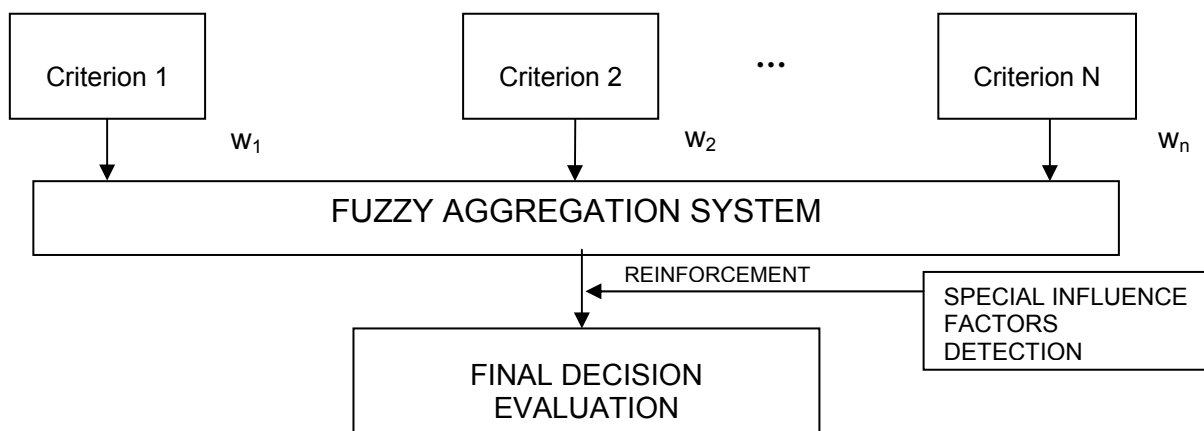 Criterion 1
Criterion 2
...
Criterion N
w₁
w₂
wₙ
FUZZY AGGREGATION SYSTEM
REINFORCEMENT
SPECIAL INFLUENCE
FACTORS
DETECTION
FINAL DECISION
EVALUATION